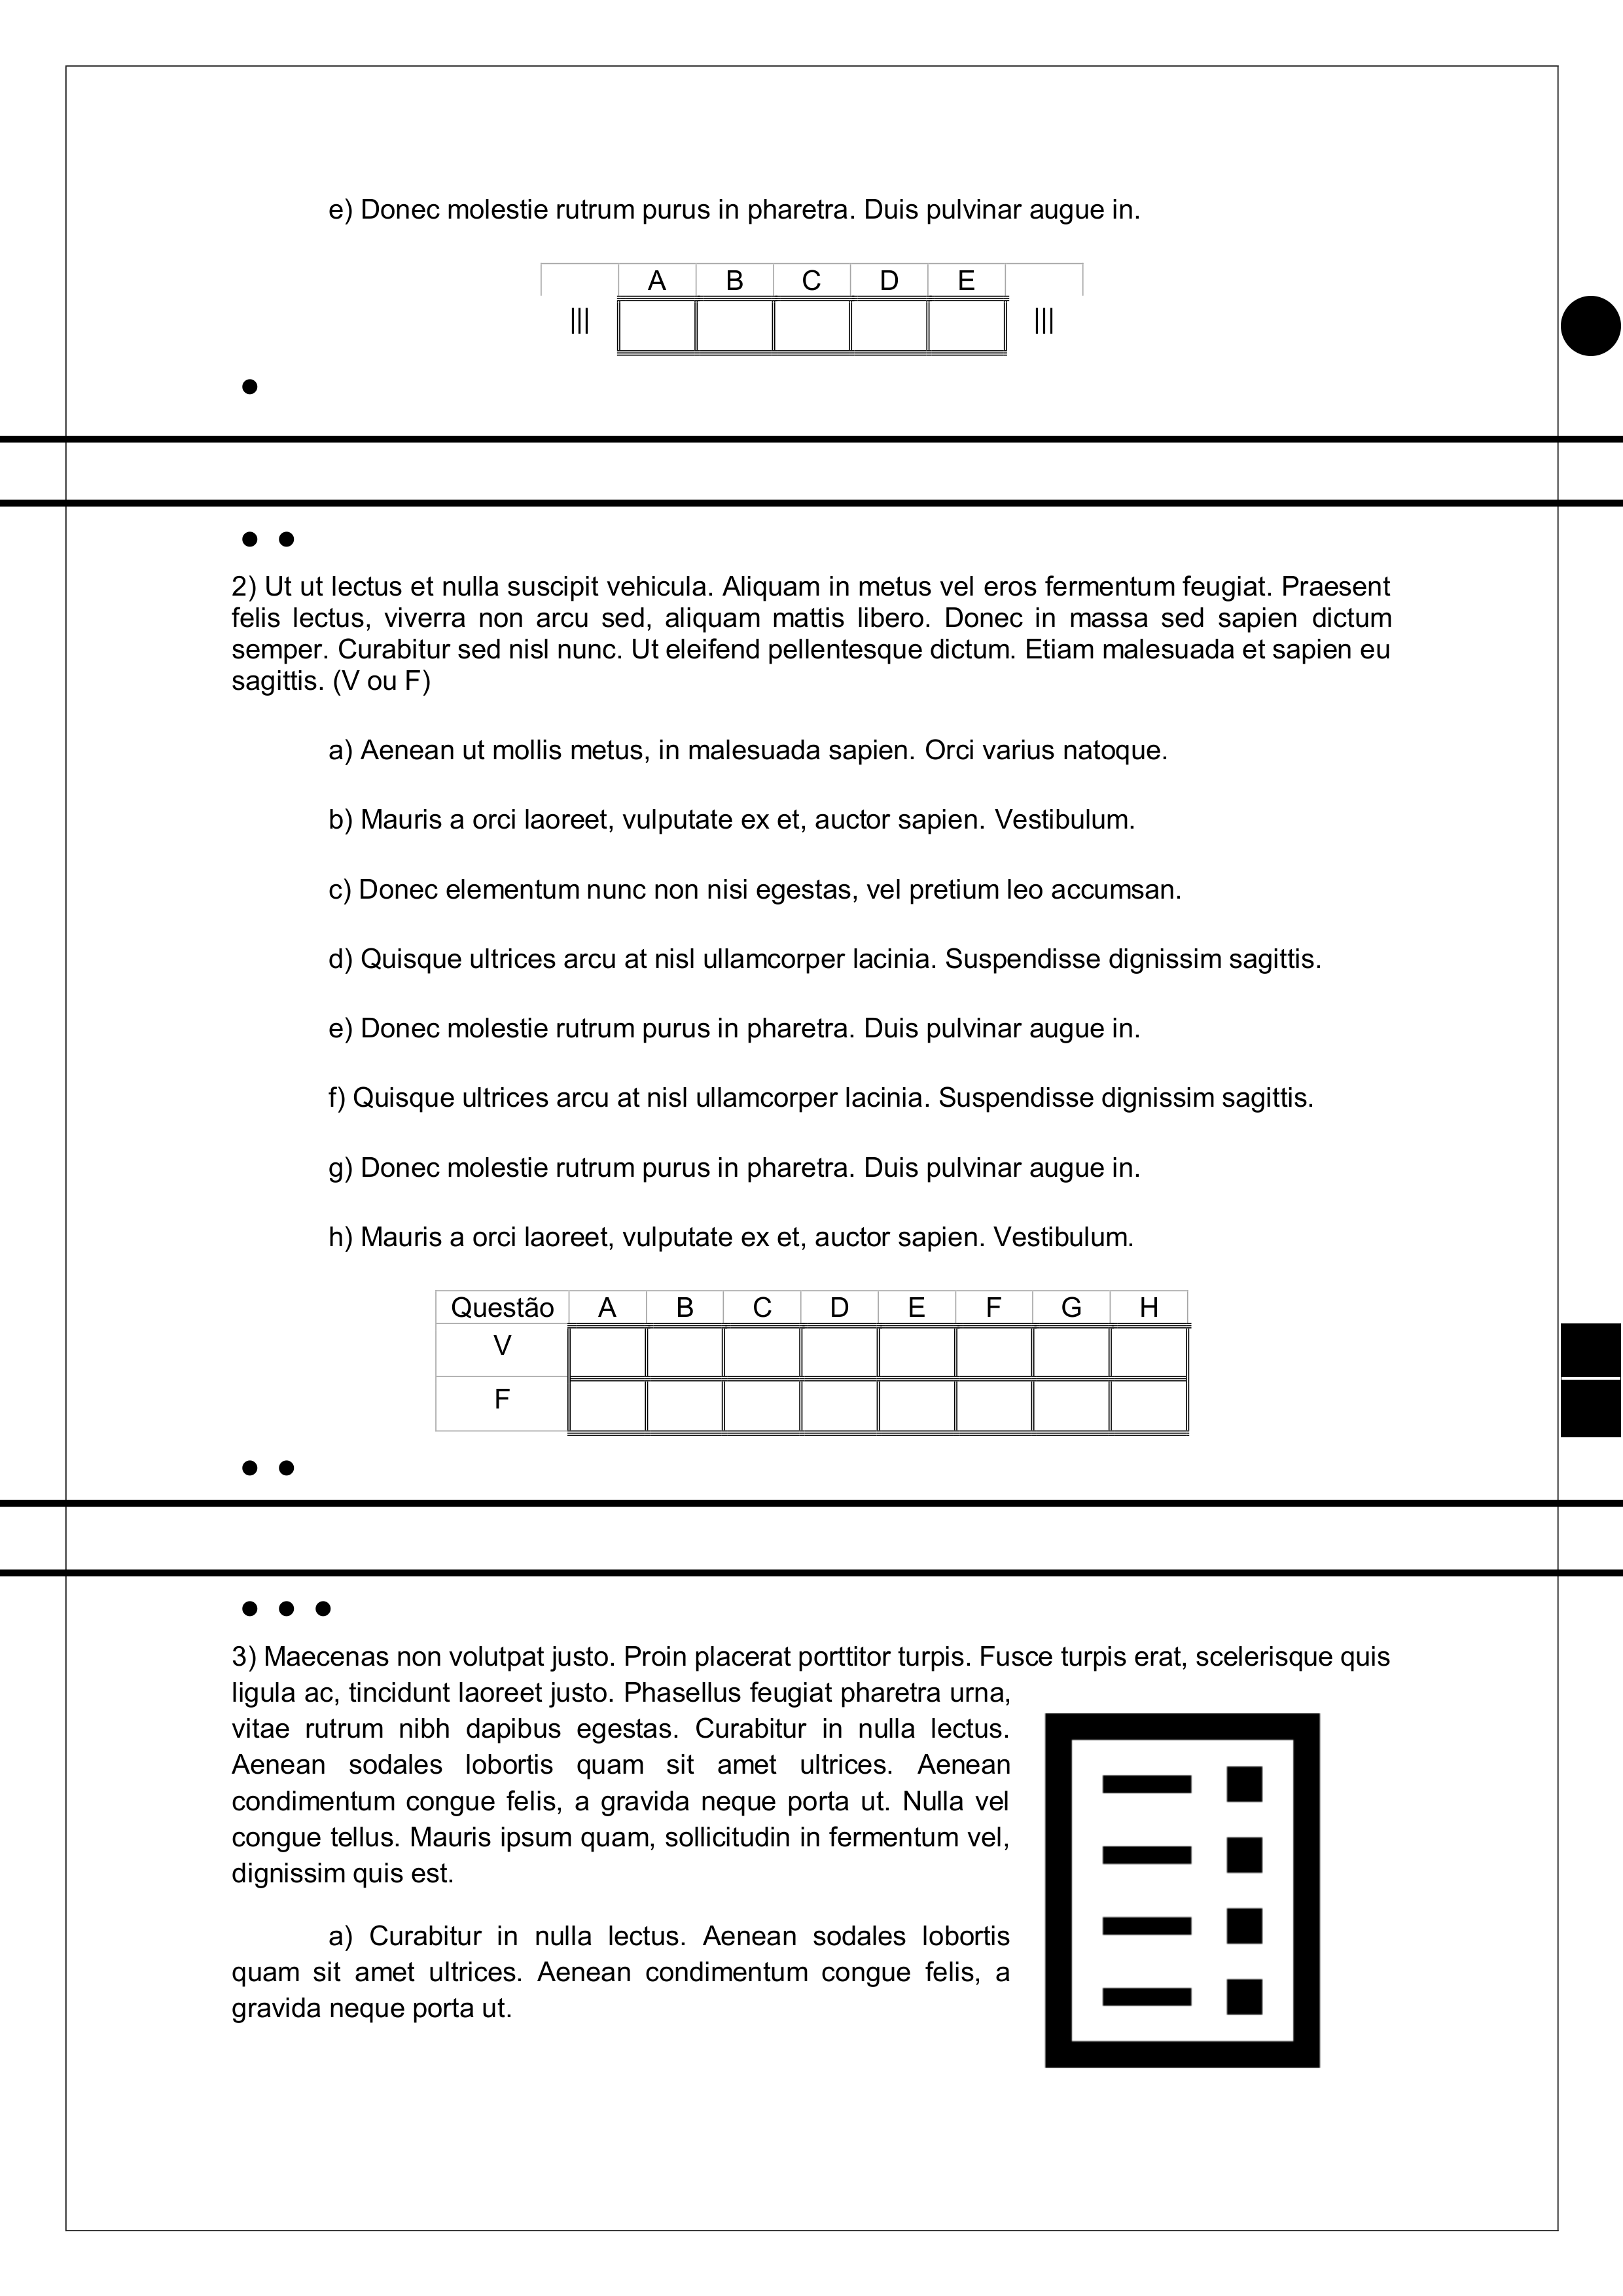 e) Donec molestie rutrum purus in pharetra. Duis pulvinar augue in.
A B C D E
||| |||
2) Ut ut lectus et nulla suscipit vehicula. Aliquam in metus vel eros fermentum feugiat. Praesent
felis lectus, viverra non arcu sed, aliquam mattis libero. Donec in massa sed sapien dictum
semper. Curabitur sed nisl nunc. Ut eleifend pellentesque dictum. Etiam malesuada et sapien eu
sagittis. (V ou F)
a) Aenean ut mollis metus, in malesuada sapien. Orci varius natoque.
b) Mauris a orci laoreet, vulputate ex et, auctor sapien. Vestibulum.
c) Donec elementum nunc non nisi egestas, vel pretium leo accumsan.
d) Quisque ultrices arcu at nisl ullamcorper lacinia. Suspendisse dignissim sagittis.
e) Donec molestie rutrum purus in pharetra. Duis pulvinar augue in.
f) Quisque ultrices arcu at nisl ullamcorper lacinia. Suspendisse dignissim sagittis.
g) Donec molestie rutrum purus in pharetra. Duis pulvinar augue in.
h) Mauris a orci laoreet, vulputate ex et, auctor sapien. Vestibulum.
Questão A B C D E F G H
V
F
3) Maecenas non volutpat justo. Proin placerat porttitor turpis. Fusce turpis erat, scelerisque quis
ligula ac, tincidunt laoreet justo. Phasellus feugiat pharetra urna,
vitae rutrum nibh dapibus egestas. Curabitur in nulla lectus.
Aenean sodales lobortis quam sit amet ultrices. Aenean
condimentum congue felis, a gravida neque porta ut. Nulla vel
congue tellus. Mauris ipsum quam, sollicitudin in fermentum vel,
dignissim quis est.
a) Curabitur in nulla lectus. Aenean sodales lobortis
quam sit amet ultrices. Aenean condimentum congue felis, a
gravida neque porta ut.